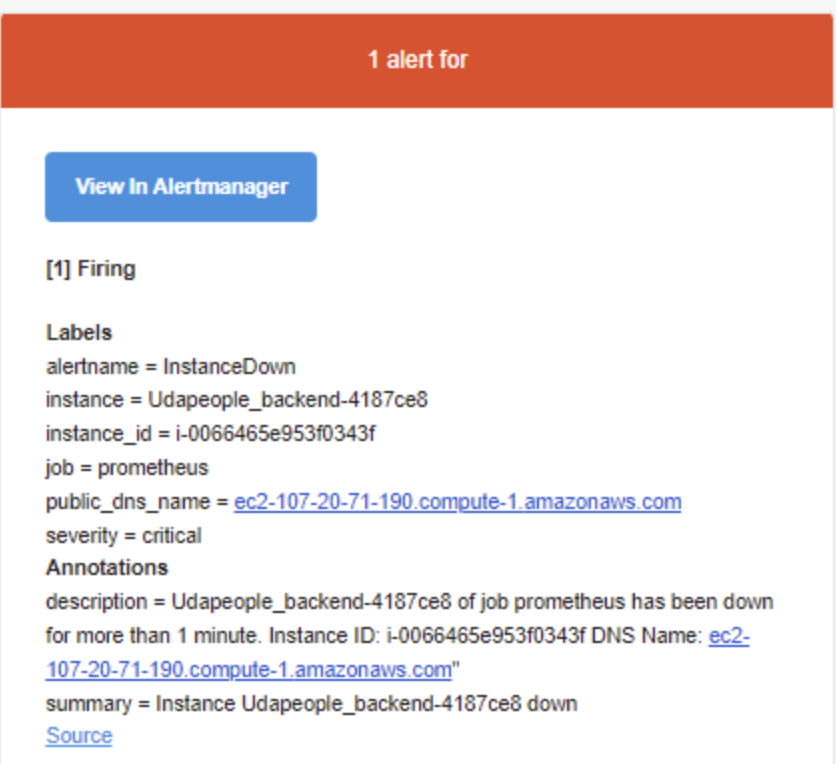 1 alert for
View In Alertmanager
[1] Firing
Labels
alertname = InstanceDown
instance = Udapeople_backend-4187ce8
instance_id = i-0066465e953f0343f
job = prometheus
public_dns_name = ec2-107-20-71-190.compute-1.amazonaws.com
severity = critical
Annotations
description = Udapeople_backend-4187ce8 of job prometheus has been down
for more than 1 minute. Instance ID: i-0066465e953f0343f DNS Name: ec2-
107-20-71-190.compute-1.amazonaws.com"
summary = Instance Udapeople_backend-4187ce8 down
Source